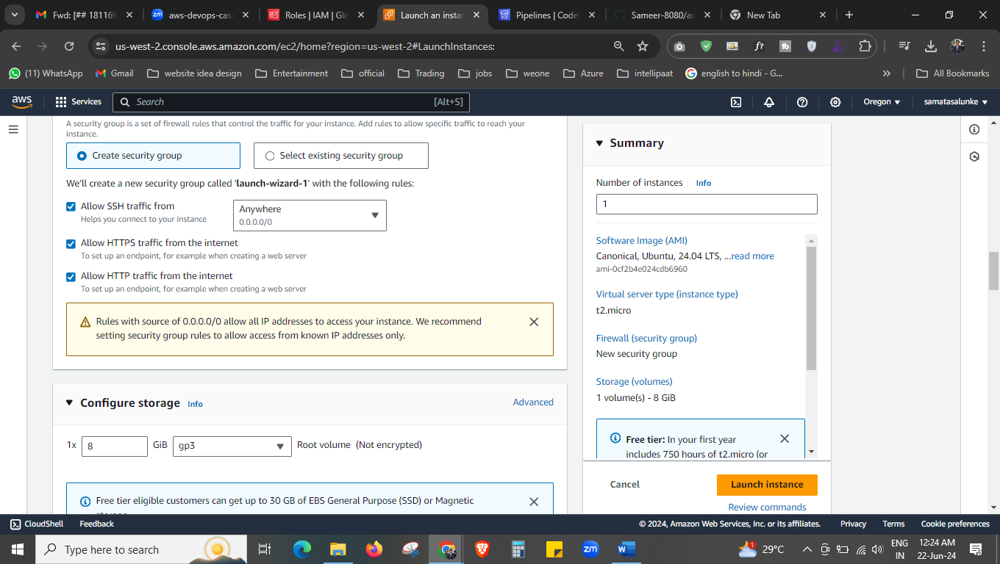 Fwd: [## 181169
aws-devops-cas
Roles | IAM | Glo
Launch an instan
Pipelines | Code
Sameer-8080/aw
New Tab
us-west-2.console.aws.amazon.com/ec2/home?region=us-west-2#LaunchInstances:
(11) WhatsApp
Gmail
website idea design
Entertainment
official
Trading
jobs
weone
Azure
intellipaat
english to hindi - G...
All Bookmarks
aws
Services
Search
[Alt+S]
Oregon
samatasalunke
A security group is a set of firewall rules that control the traffic for your instance. Add rules to allow specific traffic to reach your
instance.
Create security group
Select existing security group
We'll create a new security group called 'launch-wizard-1' with the following rules:
Allow SSH traffic from
Helps you connect to your instance
Anywhere
0.0.0.0/0
Allow HTTPS traffic from the internet
To set up an endpoint, for example when creating a web server
Allow HTTP traffic from the internet
To set up an endpoint, for example when creating a web server
Rules with source of 0.0.0.0/0 allow all IP addresses to access your instance. We recommend
setting security group rules to allow access from known IP addresses only.
Configure storage
Info
Advanced
1x
8
GiB
gp3
Root volume (Not encrypted)
Free tier eligible customers can get up to 30 GB of EBS General Purpose (SSD) or Magnetic
Summary
Number of instances
Info
1
Software Image (AMI)
Canonical, Ubuntu, 24.04 LTS, ...read more
ami-0cf2b4e024cdb6960
Virtual server type (instance type)
t2.micro
Firewall (security group)
New security group
Storage (volumes)
1 volume(s) - 8 GiB
Free tier: In your first year
includes 750 hours of t2.micro (or
Cancel
Launch instance
Review commands
CloudShell
Feedback
© 2024, Amazon Web Services, Inc. or its affiliates.
Privacy
Terms
Cookie preferences
Type here to search
29°C
ENG
IN
12:24 AM
22-Jun-24